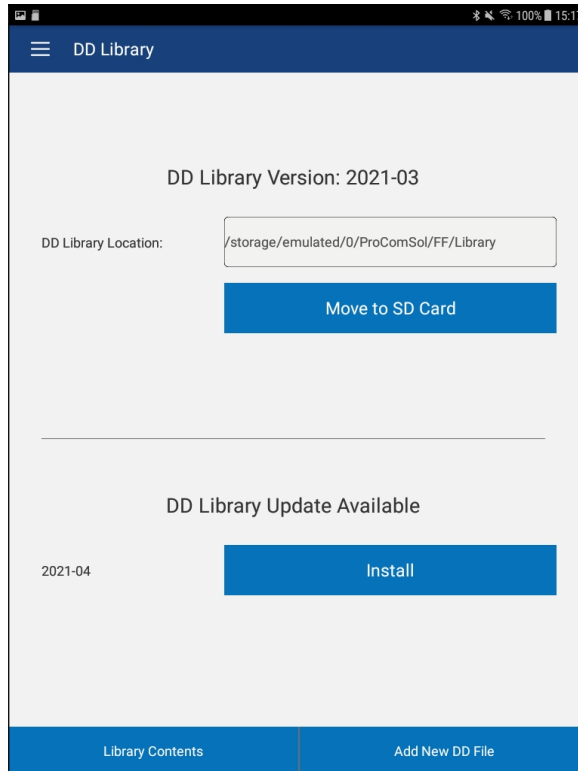 100% 15:17
DD Library
DD Library Version: 2021-03
DD Library Location: /storage/emulated/0/ProComSol/FF/Library
Move to SD Card
DD Library Update Available
2021-04 Install
Library Contents Add New DD File